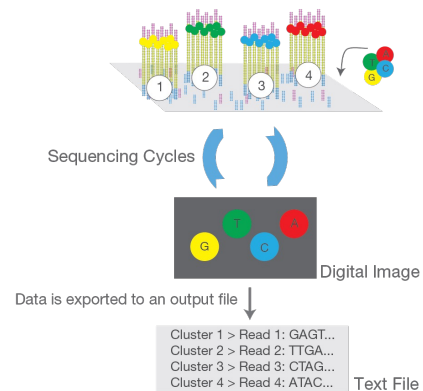 1
2
3
4
A
T
C
G
Sequencing Cycles
T
A
G
C
Digital Image
Data is exported to an output file
Cluster 1 > Read 1: GAGT...
Cluster 2 > Read 2: TTGA...
Cluster 3 > Read 3: CTAG...
Cluster 4 > Read 4: ATAC...
Text File